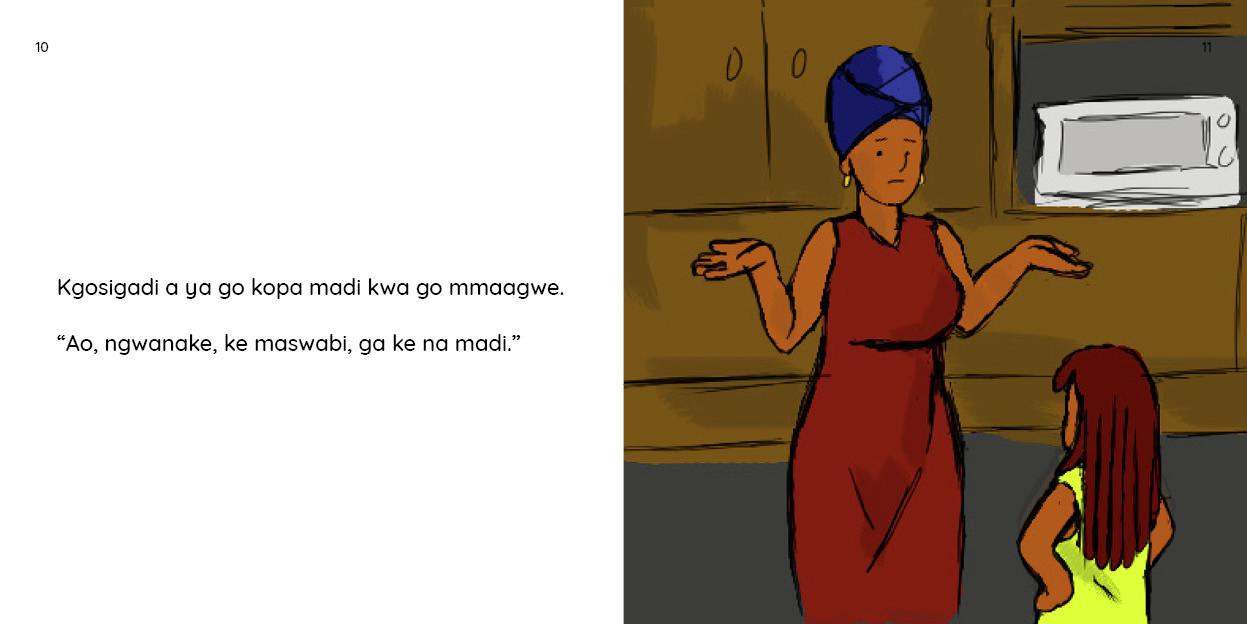 10
Kgosigadi a ya go kopa madi kwa go mmaagwe.
“Ao, ngwanake, ke maswabi, ga ke na madi.”
11